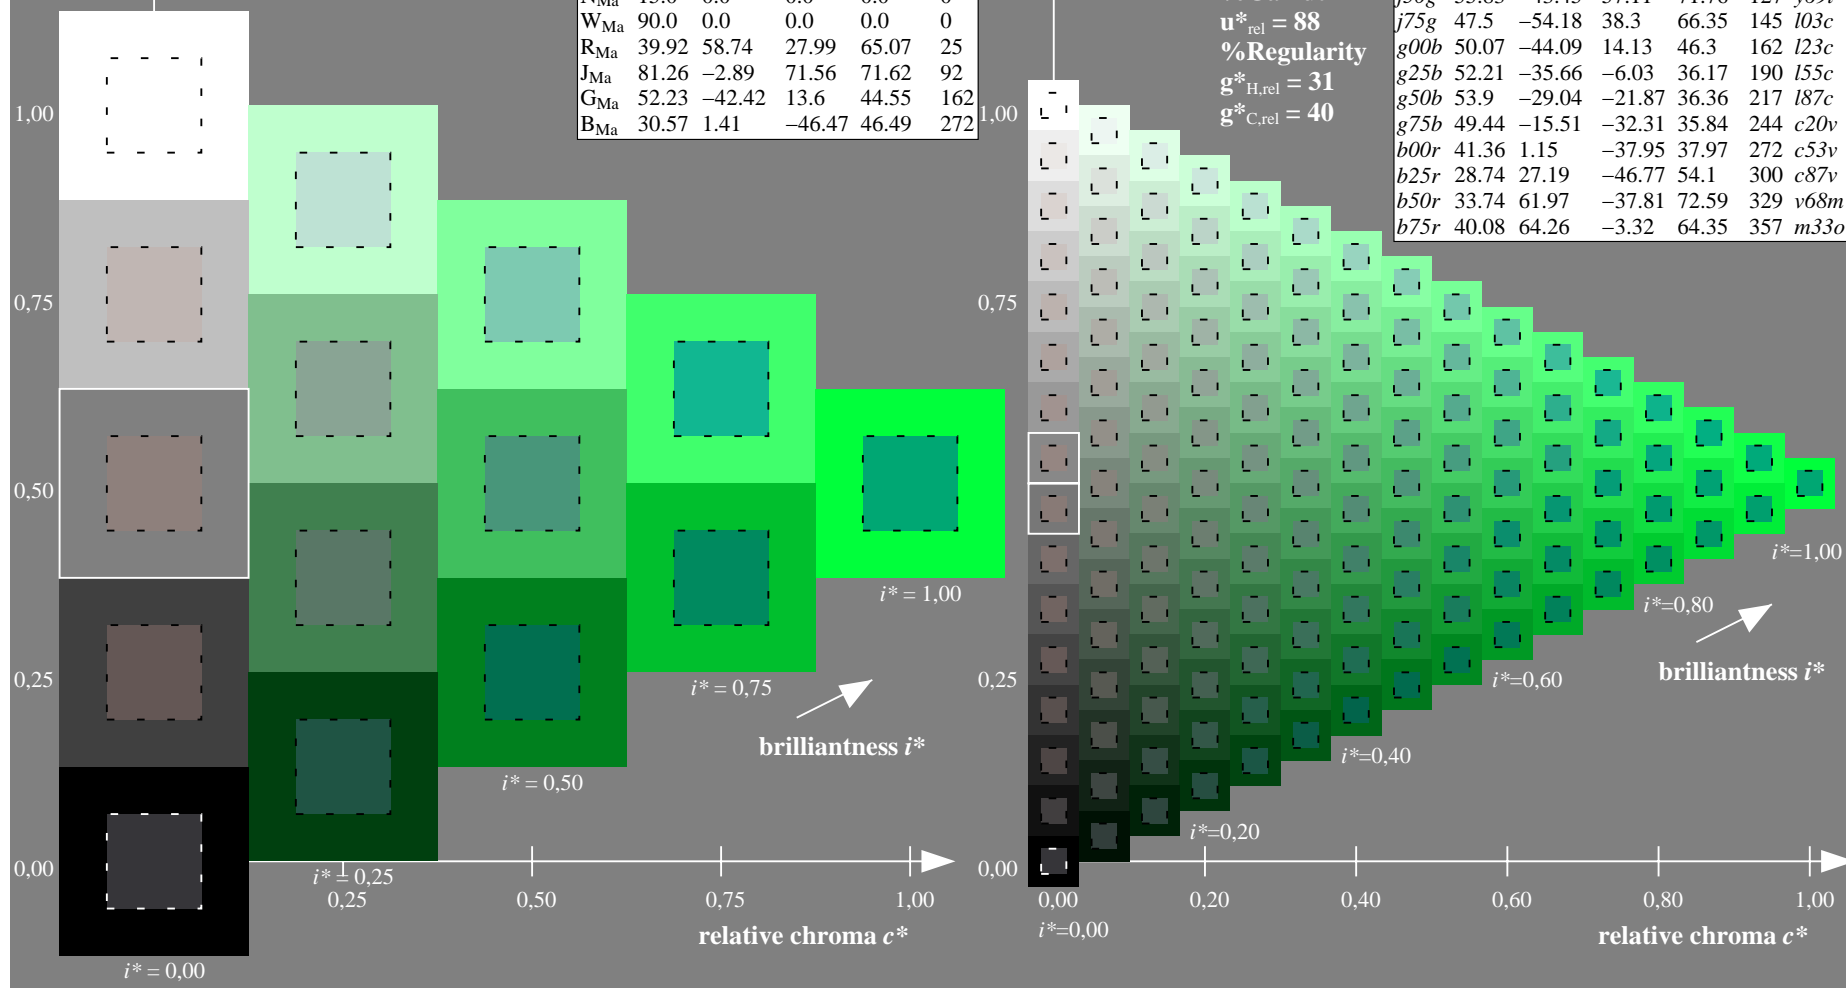 W_Ma 90.0 0.0 0.0 0.0 0
R_Ma 39.92 58.74 27.99 65.07 25
J_Ma 81.26 −2.89 71.56 71.62 92
G_Ma 52.23 −42.42 13.6 44.55 162
B_Ma 30.57 1.41 −46.47 46.49 272
u*rel = 88
%Regularity
g*H,rel = 31
g*C,rel = 40
j75g 47.5 −54.18 38.3 66.35 145 l03c
g00b 50.07 −44.09 14.13 46.3 162 l23c
g25b 52.21 −35.66 −6.03 36.17 190 l55c
g50b 53.9 −29.04 −21.87 36.36 217 l87c
g75b 49.44 −15.51 −32.31 35.84 244 c20v
b00r 41.36 1.15 −37.95 37.97 272 c53v
b25r 28.74 27.19 −46.77 54.1 300 c87v
b50r 33.74 61.97 −37.81 72.59 329 v68m
b75r 40.08 64.26 −3.32 64.35 357 m33o
1,00
0,75
0,50
0,25
0,00
i* = 1,00
i* = 0,75
brilliantness i*
i* = 0,50
i* = 0,25
0,25 0,50 0,75 1,00
relative chroma c*
i* = 0,00
1,00
0,75
0,50
0,25
0,00
i*=1,00
i*=0,80
brilliantness i*
i*=0,60
i*=0,40
i*=0,20
0,00 0,20 0,40 0,60 0,80 1,00
i*=0,00
relative chroma c*